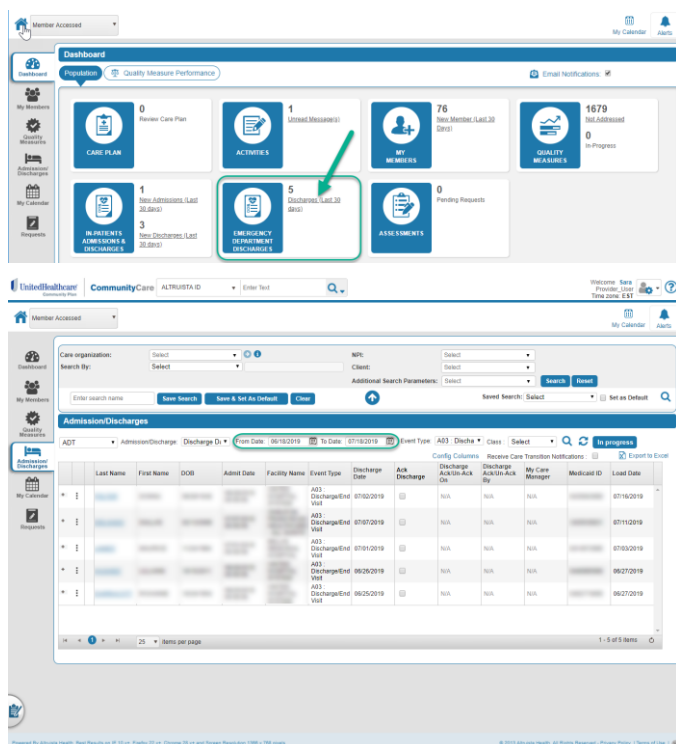 Member Accessed
My Calendar
Alerts
Dashboard
Dashboard
Population
Quality Measure Performance
Email Notifications:
My Members
Quality
Measures
Admission/
Discharges
My Calendar
Requests
0
Review Care Plan
CARE PLAN
1
Unread Message(s)
ACTIVITIES
76
New Member (Last 30
Days)
MY
MEMBERS
1679
Not Addressed
0
In-Progress
QUALITY
MEASURES
1
New Admissions (Last
30 days)
3
New Discharges (Last
30 days)
IN-PATIENTS
ADMISSIONS &
DISCHARGES
5
Discharges (Last 30
days)
EMERGENCY
DEPARTMENT
DISCHARGES
0
Pending Requests
ASSESSMENTS
UnitedHealthcare
Community Plan
CommunityCare
ALTRUISTA ID
Enter Text
Welcome Sara
Provider_User
Time zone: EST
Member Accessed
My Calendar
Alerts
Dashboard
My Members
Quality
Measures
Admission/
Discharges
My Calendar
Requests
Care organization: Select NPI: Select
Search By: Select Client: Select
Additional Search Parameters: Select Search Reset
Enter search name Save Search Save & Set As Default Clear Saved Search: Select Set as Default
Admission/Discharges
ADT Admission/Discharge: Discharge Da From Date: 06/18/2019 To Date: 07/18/2019 Event Type: A03 : Discha Class: Select In progress
Config Columns Receive Care Transition Notifications : Export to Excel
Last Name First Name DOB Admit Date Facility Name Event Type Discharge Date Ack Discharge Discharge Ack/Un-Ack On Discharge Ack/Un-Ack By My Care Manager Medicaid ID Load Date
A03 : Discharge/End Visit 07/02/2019 N/A N/A N/A 07/16/2019
A03 : Discharge/End Visit 07/07/2019 N/A N/A N/A 07/11/2019
A03 : Discharge/End Visit 07/01/2019 N/A N/A N/A 07/03/2019
A03 : Discharge/End Visit 06/26/2019 N/A N/A N/A 06/27/2019
A03 : Discharge/End Visit 06/25/2019 N/A N/A N/A 06/27/2019
1 25 items per page 1 - 5 of 5 items